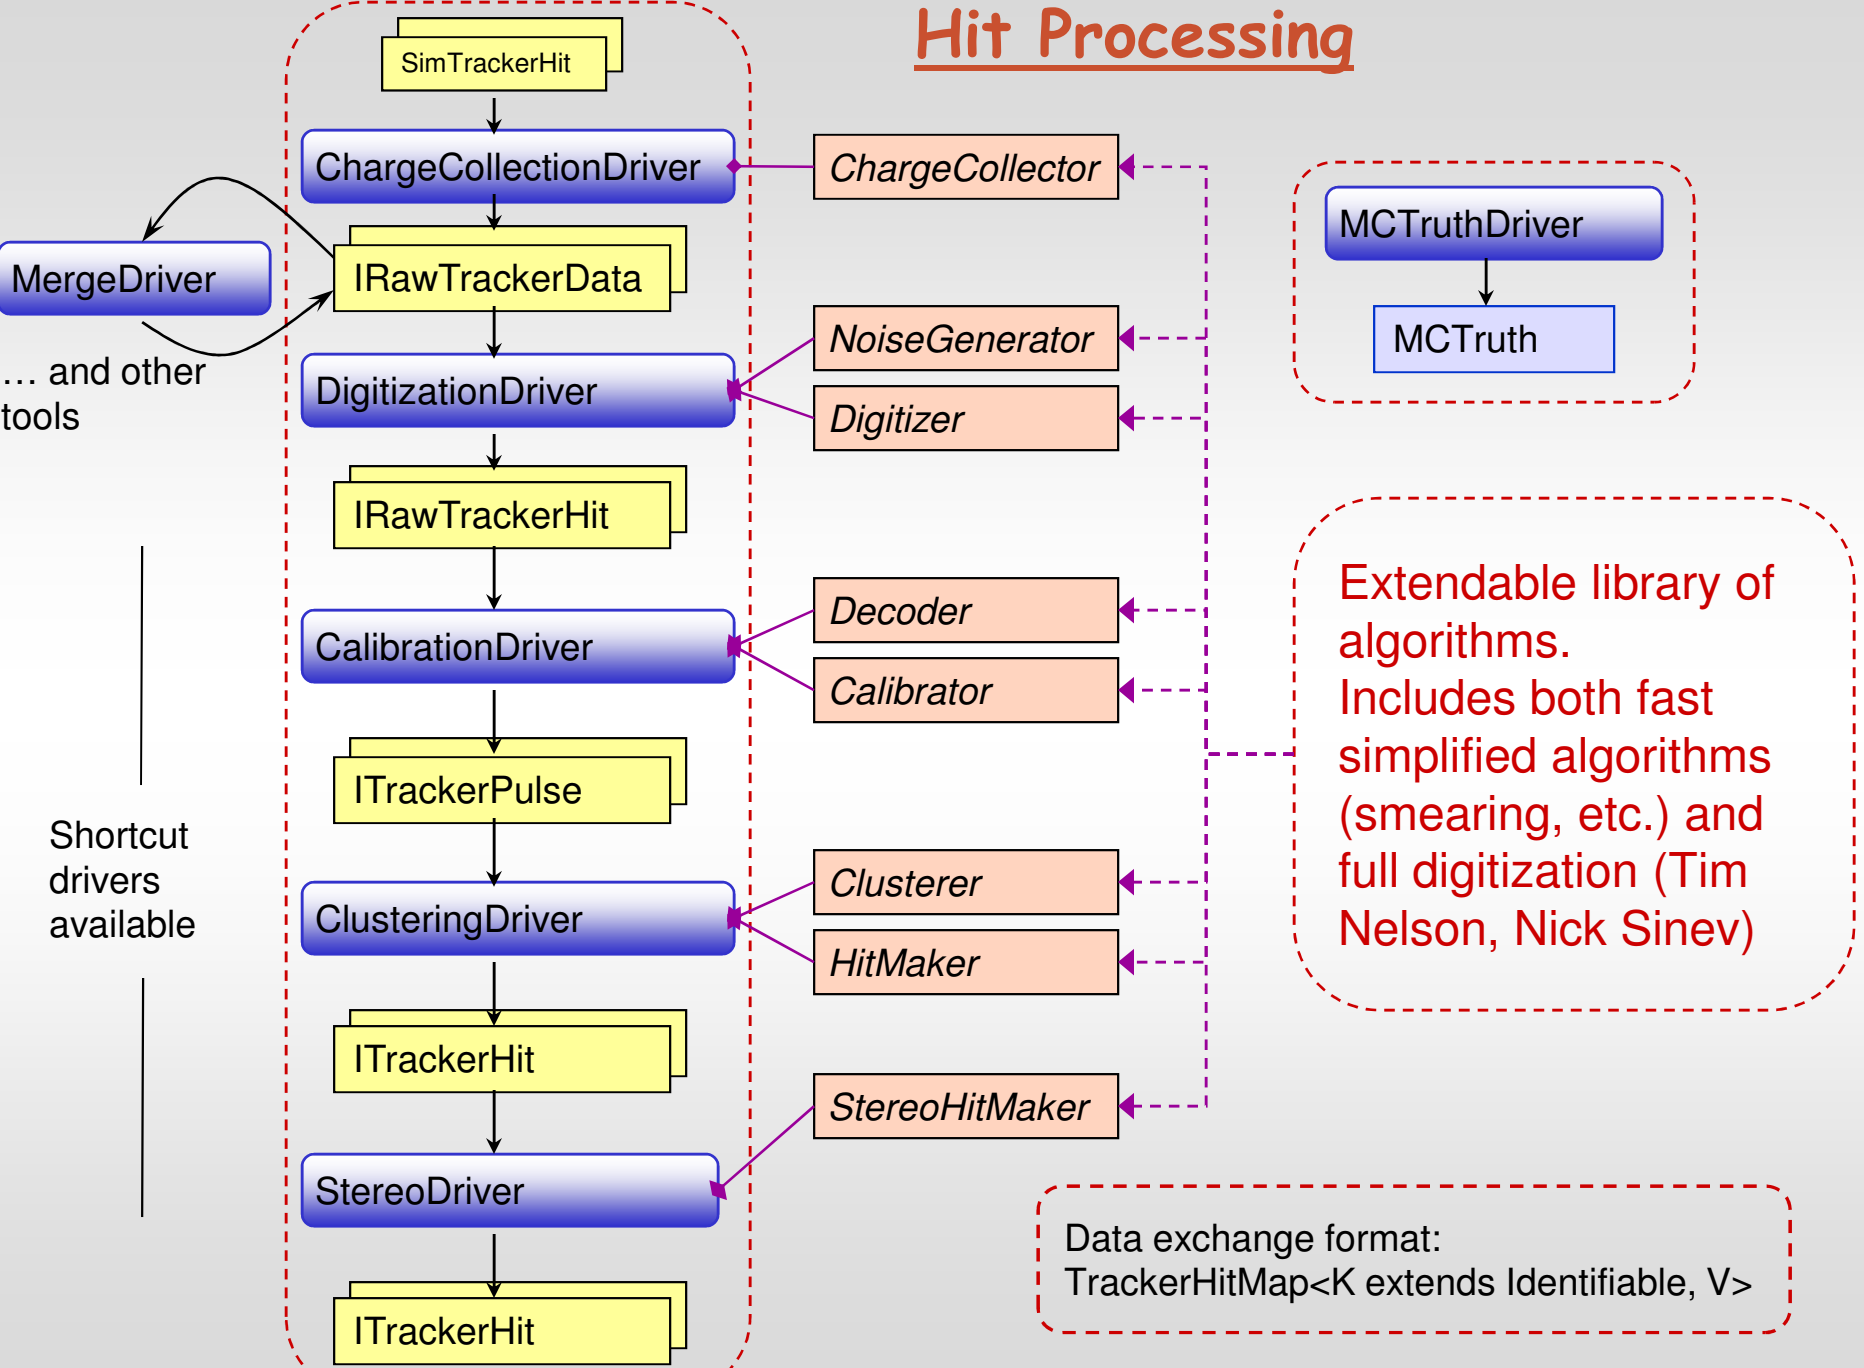 Hit Processing
SimTrackerHit
ChargeCollectionDriver
ChargeCollector
MCTruthDriver
MergeDriver
IRawTrackerData
MCTruth
NoiseGenerator
… and other
tools
DigitizationDriver
Digitizer
IRawTrackerHit
Decoder
CalibrationDriver
Calibrator
Extendable library of
algorithms.
Includes both fast
simplified algorithms
(smearing, etc.) and
full digitization (Tim
Nelson, Nick Sinev)
ITrackerPulse
Shortcut
drivers
available
Clusterer
ClusteringDriver
HitMaker
ITrackerHit
StereoHitMaker
StereoDriver
Data exchange format:
TrackerHitMap<K extends Identifiable, V>
ITrackerHit